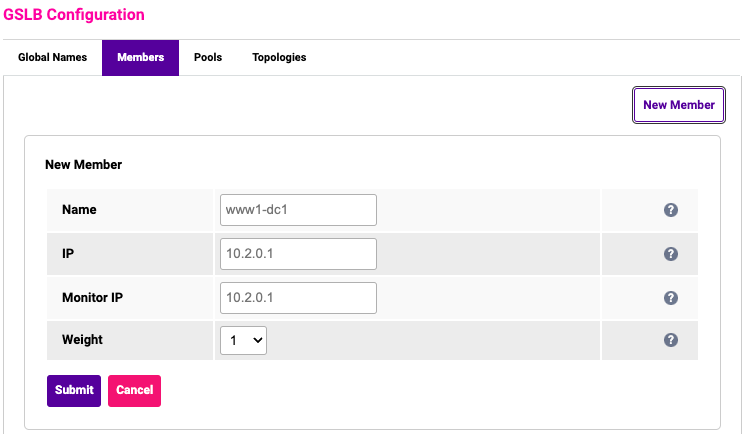 GSLB Configuration
Global Names Members Pools Topologies
New Member
New Member
Name www1-dc1 ?
IP 10.2.0.1 ?
Monitor IP 10.2.0.1 ?
Weight 1 ?
Submit Cancel